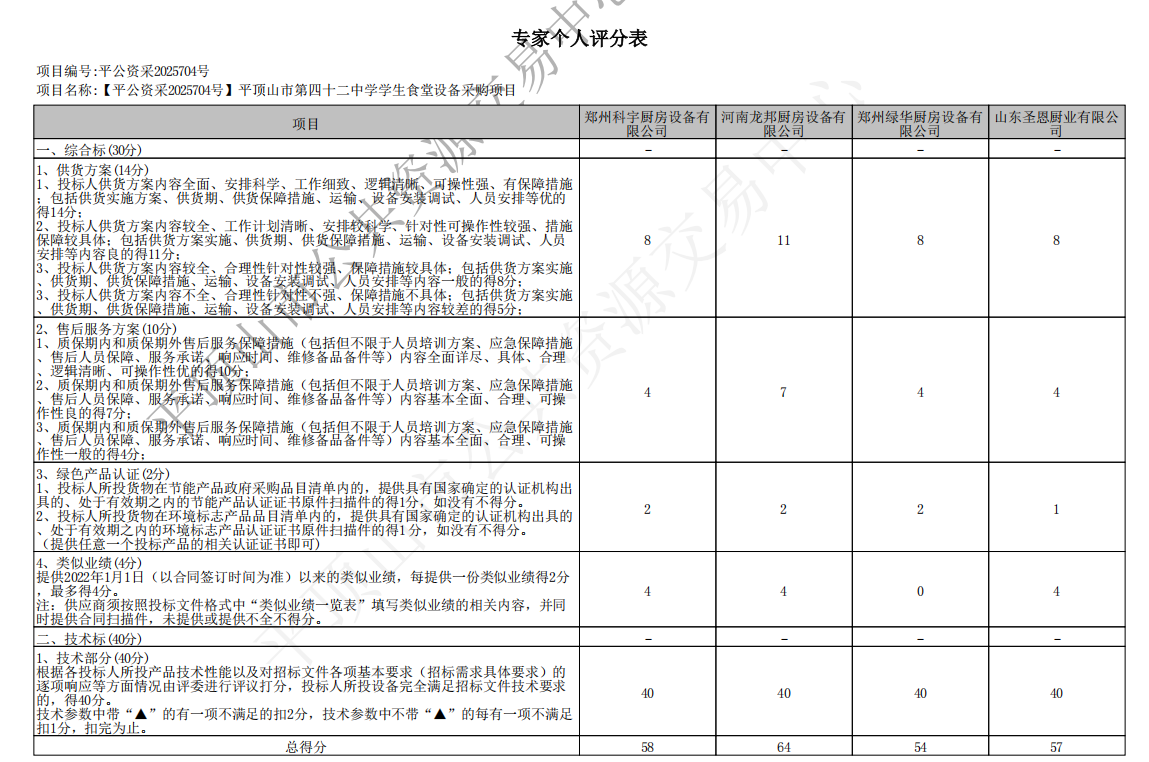 专家个人评分表
项目编号:平公资采2025704号
项目名称:【平公资采2025704号】平顶山市第四十二中学学生食堂设备采购项目
项目 郑州科宇厨房设备有限公司 河南龙邦厨房设备有限公司 郑州绿华厨房设备有限公司 山东圣恩厨业有限公司
一、综合标(30分) - - - -
1、供货方案(14分)
1、投标人供货方案内容全面、安排科学、工作细致、逻辑清晰、可操性强、有保障措施
;包括供货实施方案、供货期、供货保障措施、运输、设备安装调试、人员安排等优的
得14分;
2、投标人供货方案内容较全、工作计划清晰、安排较科学、针对性可操作性较强、措施
保障较具体;包括供货方案实施、供货期、供货保障措施、运输、设备安装调试、人员
安排等内容良的得11分;
3、投标人供货方案内容较全、合理性针对性较强、保障措施较具体;包括供货方案实施
、供货期、供货保障措施、运输、设备安装调试、人员安排等内容一般的得8分;
3、投标人供货方案内容不全、合理性针对性不强、保障措施不具体;包括供货方案实施
、供货期、供货保障措施、运输、设备安装调试、人员安排等内容较差的得5分;
8 11 8 8
2、售后服务方案(10分)
1、质保期内和质保期外售后服务保障措施（包括但不限于人员培训方案、应急保障措施
、售后人员保障、服务承诺、响应时间、维修备品备件等）内容全面详尽、具体、合理
、逻辑清晰、可操作性优的得10分;
2、质保期内和质保期外售后服务保障措施（包括但不限于人员培训方案、应急保障措施
、售后人员保障、服务承诺、响应时间、维修备品备件等）内容基本全面、合理、可操
作性良的得7分;
3、质保期内和质保期外售后服务保障措施（包括但不限于人员培训方案、应急保障措施
、售后人员保障、服务承诺、响应时间、维修备品备件等）内容基本全面、合理、可操
作性一般的得4分;
4 7 4 4
3、绿色产品认证(2分)
1、投标人所投货物在节能产品政府采购品目清单内的，提供具有国家确定的认证机构出
具的、处于有效期之内的节能产品认证证书原件扫描件的得1分，如没有不得分。
2、投标人所投货物在环境标志产品品目清单内的，提供具有国家确定的认证机构出具的
、处于有效期之内的环境标志产品认证证书原件扫描件的得1分，如没有不得分。
（提供任意一个投标产品的相关认证证书即可)
2 2 2 1
4、类似业绩(4分)
提供2022年1月1日（以合同签订时间为准）以来的类似业绩，每提供一份类似业绩得2分
，最多得4分。
注：供应商须按照投标文件格式中“类似业绩一览表”填写类似业绩的相关内容，并同
时提供合同扫描件，未提供或提供不全不得分。
4 4 0 4
二、技术标(40分) - - - -
1、技术部分(40分)
根据各投标人所投产品技术性能以及对招标文件各项基本要求（招标需求具体要求）的
逐项响应等方面情况由评委进行评议打分，投标人所投设备完全满足招标文件技术要求
的，得40分。
技术参数中带“▲”的有一项不满足的扣2分，技术参数中不带“▲”的每有一项不满足
扣1分，扣完为止。
40 40 40 40
总得分 58 64 54 57
平顶山市公共资源交易中心
平顶山市公共资源交易中心